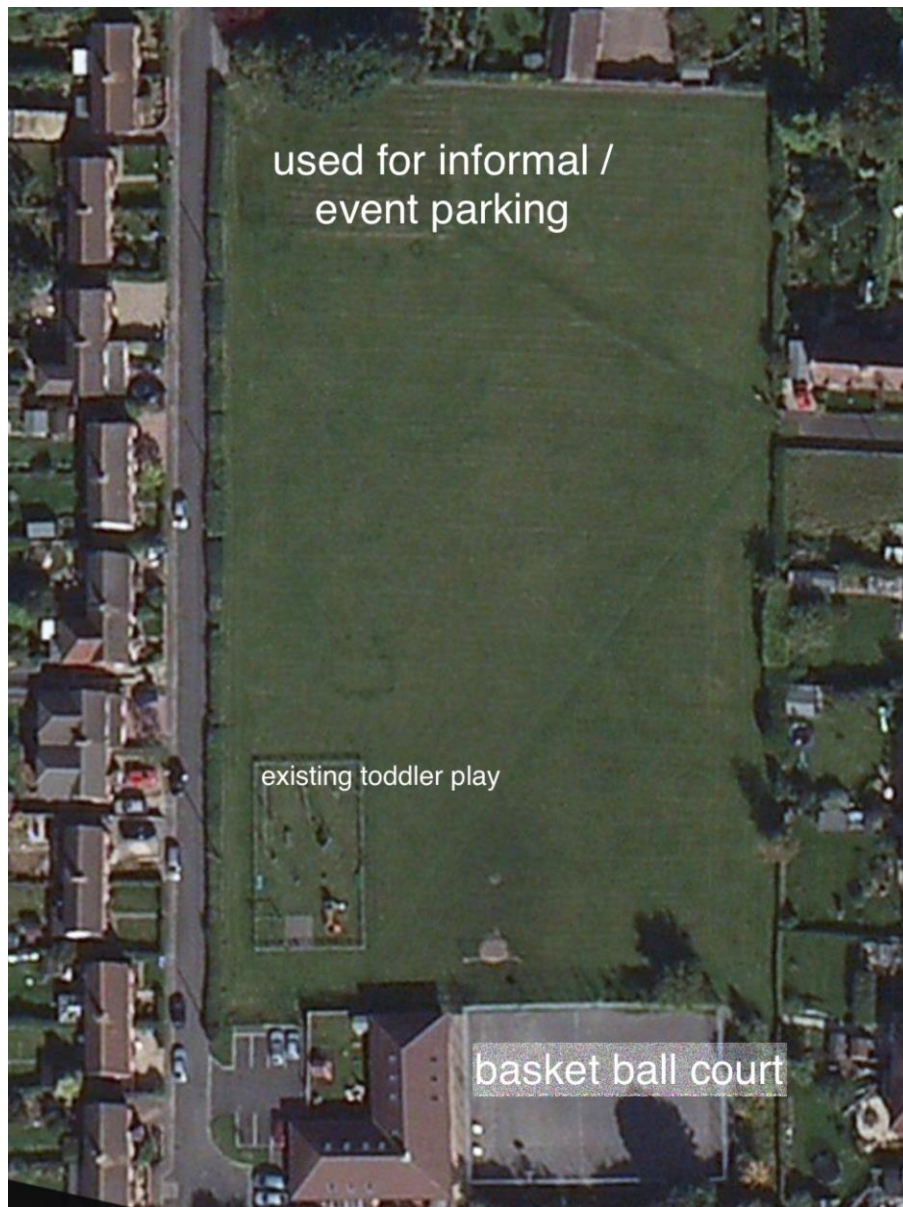 used for informal /
event parking
existing toddler play
basket ball court